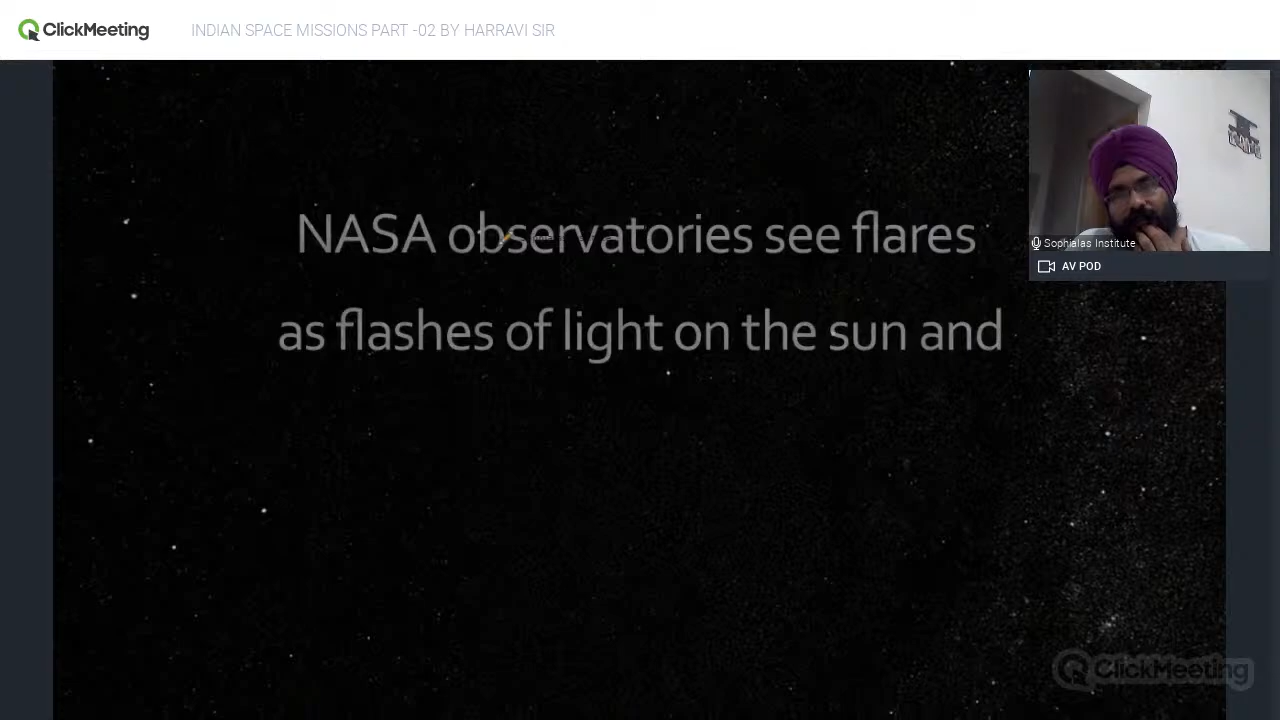 ClickMeeting
INDIAN SPACE MISSIONS PART -02 BY HARRAVI SIR
NASA observatories see flares
as flashes of light on the sun and
Sophialas Institute
AV POD
ClickMeeting